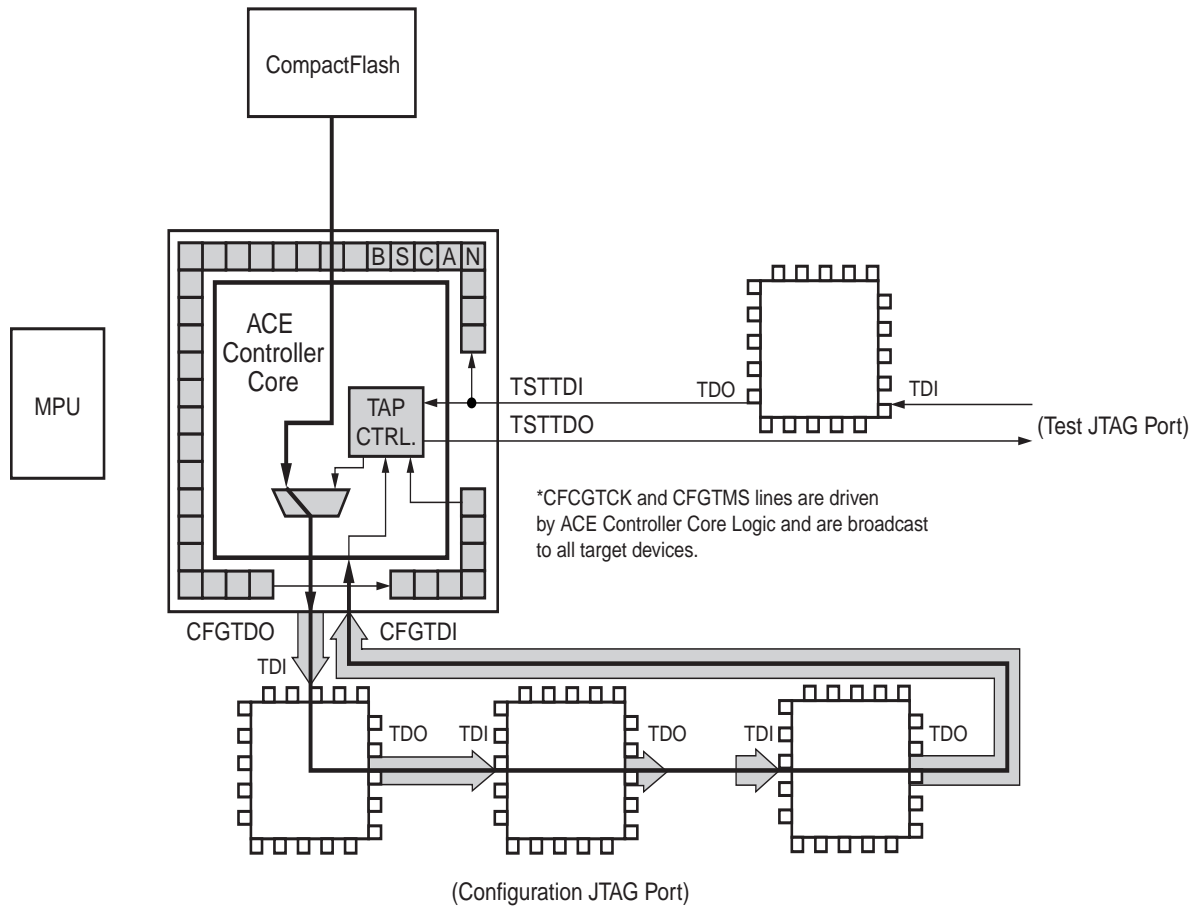 CompactFlash
BSCAN
ACE
Controller
Core
MPU
TAP
CTRL.
TSTTDI
TSTTDO
TDO
TDI
(Test JTAG Port)
*CFCGTCK and CFGTMS lines are driven
by ACE Controller Core Logic and are broadcast
to all target devices.
CFGTDO
CFGTDI
TDI
TDO
TDI
TDO
TDI
TDO
(Configuration JTAG Port)